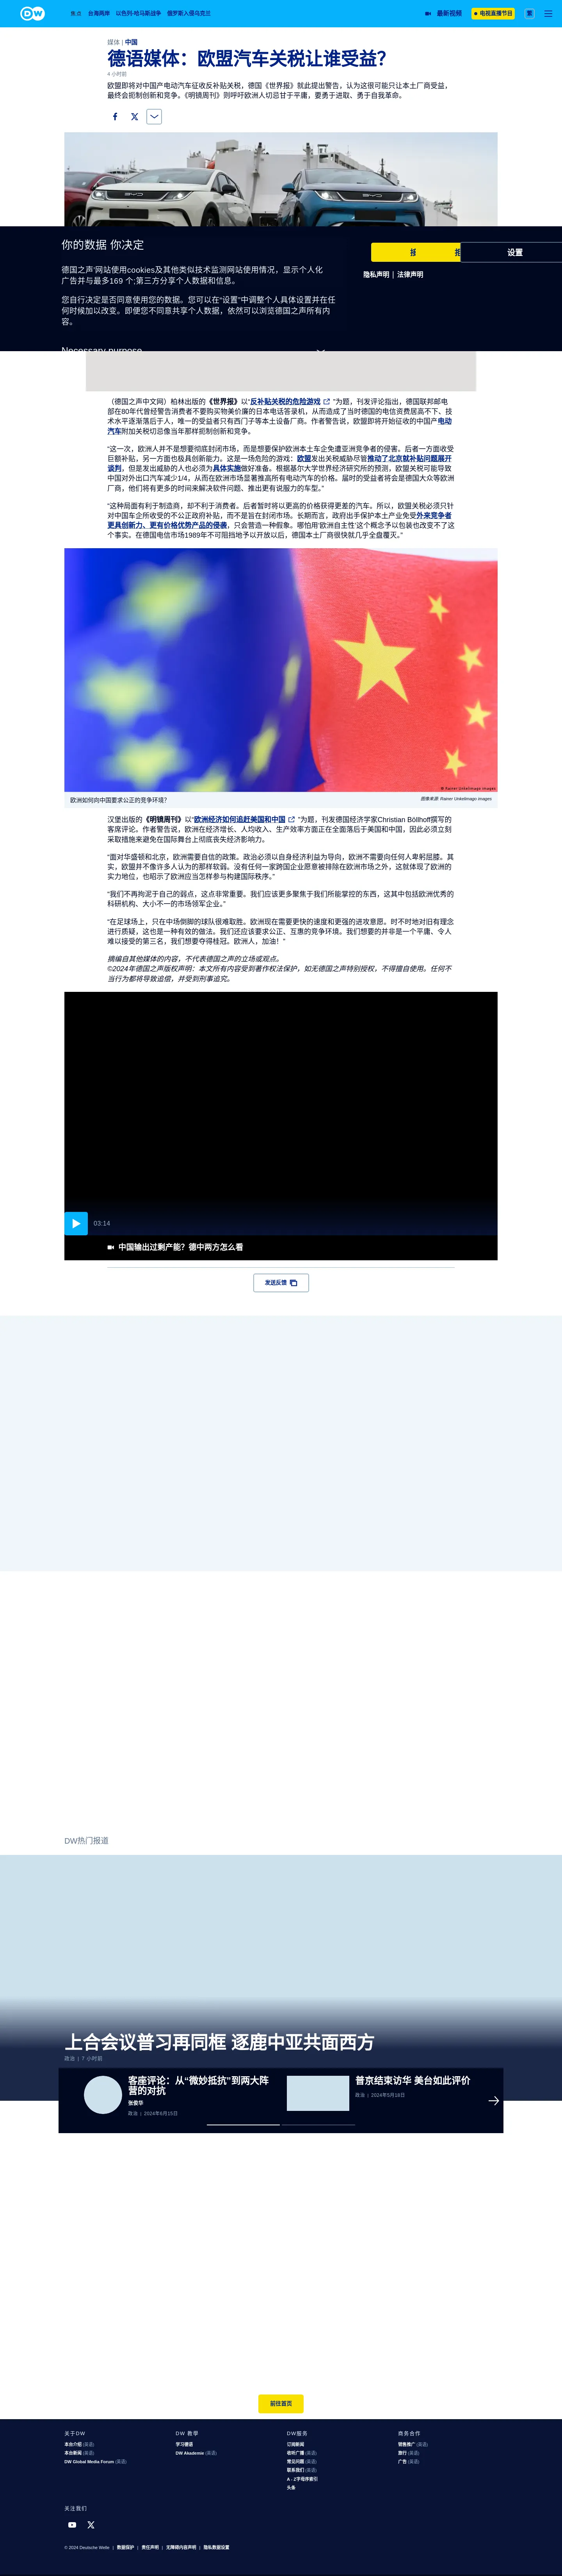 DW
焦点
台海两岸
以色列-哈马斯战争
俄罗斯入侵乌克兰
最新视频
电视直播节目
繁
媒体 | 中国
德语媒体：欧盟汽车关税让谁受益？
4 小时前
欧盟即将对中国产电动汽车征收反补贴关税，德国《世界报》就此提出警告，认为这很可能只让本土厂商受益，
最终会扼制创新和竞争。《明镜周刊》则呼吁欧洲人切忌甘于平庸，要勇于进取、勇于自我革命。
你的数据 你决定
德国之声'网站使用cookies及其他类似技术监测网站使用情况，显示个人化
广告并与最多169 个;第三方分享个人数据和信息。
您自行决定是否同意使用您的数据。您可以在“设置”中调整个人具体设置并在任
何时候加以改变。即便您不同意共享个人数据，依然可以浏览德国之声所有内
容。
设置
隐私声明 | 法律声明
Necessary purpose
（德国之声中文网）柏林出版的《世界报》以“反补贴关税的危险游戏 ”为题，刊发评论指出，德国联邦邮电
部在80年代曾经警告消费者不要购买物美价廉的日本电话答录机，从而造成了当时德国的电信资费居高不下、技
术水平逐渐落后于人，唯一的受益者只有西门子等本土设备厂商。作者警告说，欧盟即将开始征收的中国产电动
汽车附加关税切忌像当年那样扼制创新和竞争。
“这一次，欧洲人并不是想要彻底封闭市场，而是想要保护欧洲本土车企免遭亚洲竞争者的侵害。后者一方面收受
巨额补贴，另一方面也极具创新能力。这是一场危险的游戏：欧盟发出关税威胁尽管推动了北京就补贴问题展开
谈判，但是发出威胁的人也必须为具体实施做好准备。根基尔大学世界经济研究所的预测，欧盟关税可能导致
中国对外出口汽车减少1/4，从而在欧洲市场显著推高所有电动汽车的价格。届时的受益者将会是德国大众等欧洲
厂商，他们将有更多的时间来解决软件问题、推出更有说服力的车型。”
“这种局面有利于制造商，却不利于消费者。后者暂时将以更高的价格获得更差的汽车。所以，欧盟关税必须只针
对中国车企所收受的不公正政府补贴，而不是旨在封闭市场。长期而言，政府出手保护本土产业免受外来竞争者
更具创新力、更有价格优势产品的侵袭，只会营造一种假象。哪怕用‘欧洲自主性’这个概念予以包装也改变不了这
个事实。在德国电信市场1989年不可阻挡地予以开放以后，德国本土厂商很快就几乎全盘覆灭。”
© Rainer Unkel/imago images
欧洲如何向中国要求公正的竞争环境？
图像来源: Rainer Unkel/imago images
汉堡出版的《明镜周刊》以“欧洲经济如何追赶美国和中国 ”为题，刊发德国经济学家Christian Böllhoff撰写的
客席评论。作者警告说，欧洲在经济增长、人均收入、生产效率方面正在全面落后于美国和中国，因此必须立刻
采取措施来避免在国际舞台上彻底丧失经济影响力。
“面对华盛顿和北京，欧洲需要自信的政策。政治必须以自身经济利益为导向，欧洲不需要向任何人卑躬屈膝。其
实，欧盟并不像许多人认为的那样软弱。没有任何一家跨国企业愿意被排除在欧洲市场之外，这就体现了欧洲的
实力地位，也昭示了欧洲应当怎样参与构建国际秩序。”
“我们不再拘泥于自己的弱点，这点非常重要。我们应该更多聚焦于我们所能掌控的东西，这其中包括欧洲优秀的
科研机构、大小不一的市场领军企业。”
“在足球场上，只在中场倒脚的球队很难取胜。欧洲现在需要更快的速度和更强的进攻意愿。时不时地对旧有理念
进行质疑，这也是一种有效的做法。我们还应该要求公正、互惠的竞争环境。我们想要的并非是一个平庸、令人
难以接受的第三名，我们想要夺得桂冠。欧洲人，加油！”
摘编自其他媒体的内容，不代表德国之声的立场或观点。
©2024年德国之声版权声明：本文所有内容受到著作权法保护，如无德国之声特别授权，不得擅自使用。任何不
当行为都将导致追偿，并受到刑事追究。
03:14
中国输出过剩产能？德中两方怎么看
发送反馈
DW热门报道
上合会议普习再同框 逐鹿中亚共面西方
政治 | 7 小时前
客座评论：从“微妙抵抗”到两大阵
营的对抗
张俊华
政治 | 2024年6月15日
普京结束访华 美台如此评价
政治 | 2024年5月18日
前往首页
关于DW
本台介绍 (英语)
本台新闻 (英语)
DW Global Media Forum (英语)
DW 教學
学习德语
DW Akademie (英语)
DW服务
订阅新闻
收听广播 (英语)
常见问题 (英语)
联系我们 (英语)
A - Z字母序索引
头条
商务合作
销售推广 (英语)
旅行 (英语)
广告 (英语)
关注我们
© 2024 Deutsche Welle | 数据保护 | 责任声明 | 无障碍内容声明 | 隐私数据设置